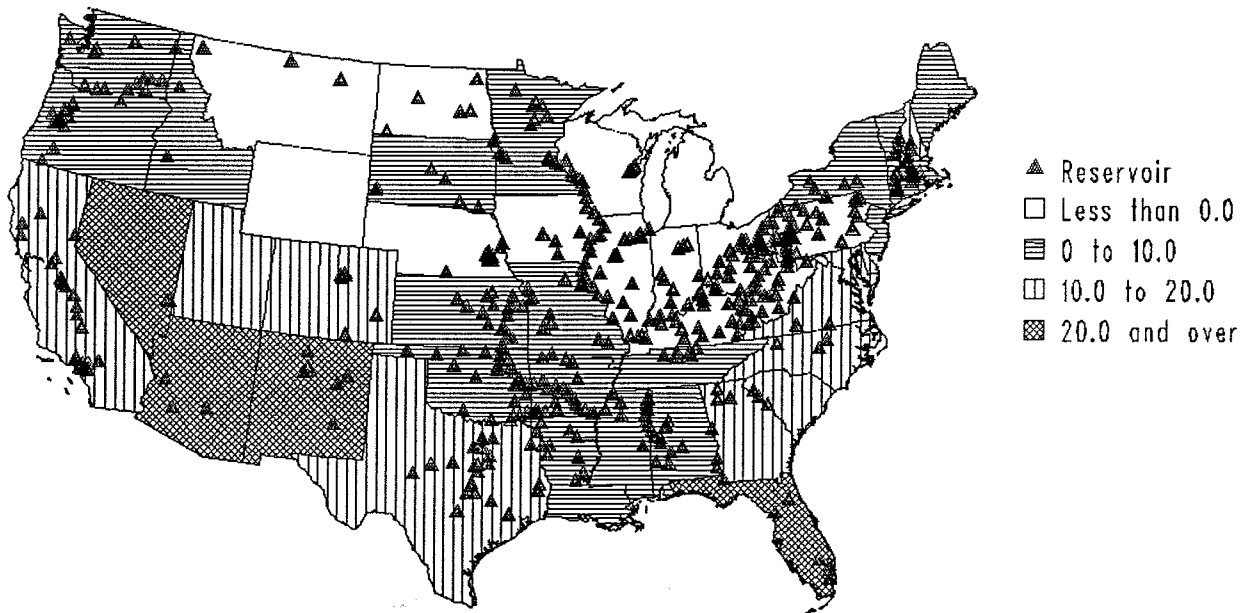 Reservoir
Less than 0.0
0 to 10.0
10.0 to 20.0
20.0 and over